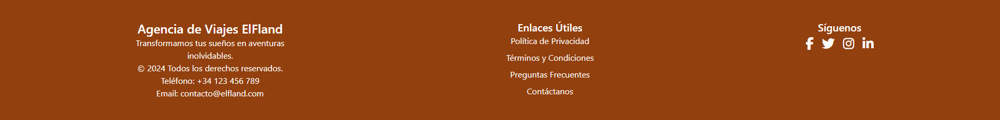 Agencia de Viajes ElFland
Transformamos tus sueños en aventuras
inolvidables.
© 2024 Todos los derechos reservados.
Teléfono: +34 123 456 789
Email: contacto@elfland.com
Enlaces Útiles
Política de Privacidad
Términos y Condiciones
Preguntas Frecuentes
Contáctanos
Síguenos